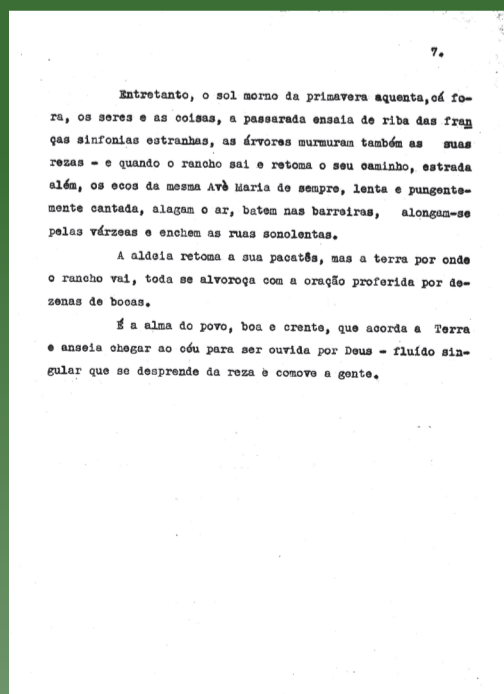 7.
Entretanto, o sol morno da primavera aquenta,cá fo-
ra, os seres e as coisas, a passarada ensaia de riba das fran
ças sinfonias estranhas, as árvores murmuram também as suas
rezas - e quando o rancho sai e retoma o seu caminho, estrada
além, os ecos da mesma Avè Maria de sempre, lenta e pungente-
mente cantada, alagam o ar, batem nas barreiras, alongam-se
pelas várzeas e enchem as ruas sonolentas.
A aldeia retoma a sua pacatês, mas a terra por onde
o rancho vai, toda se alvoroça com a oração proferida por de-
zenas de bocas.
É a alma do povo, boa e crente, que acorda a Terra
e anseia chegar ao céu para ser ouvida por Deus - fluído sin-
gular que se desprende da reza e comove a gente.